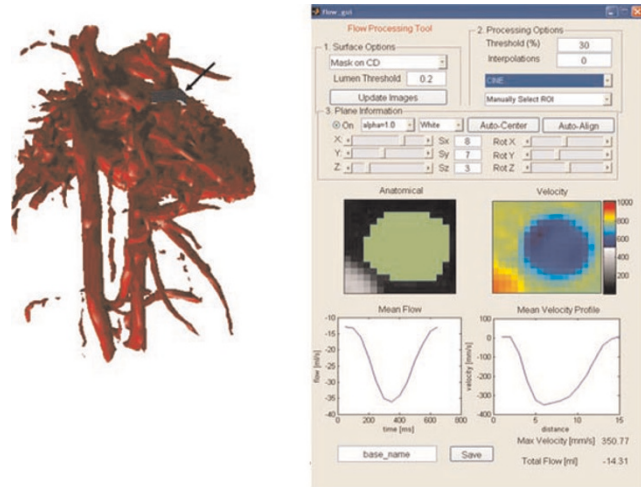 Flow_gui
Flow Processing Tool
1. Surface Options
Mask on CD
Lumen Threshold 0.2
Update Images
2. Processing Options
Threshold (%) 30
Interpolations 0
CINE
Manually Select ROI
3. Plane Information
On alpha=1.0 White Auto-Center Auto-Align
X: Sx 8 Rot X
Y: Sy 7 Rot Y
Z: Sz 3 Rot Z
Anatomical
Velocity
1000
800
600
400
200
Mean Flow
-10
-15
-20
-25
-30
-35
-40
flow [ml/s]
0 200 400 600 800
time [ms]
Mean Velocity Profile
100
0
-100
-200
-300
-400
velocity [mm/s]
0 5 10 15
distance
Max Velocity [mm/s] 350.77
base_name Save
Total Flow [ml] -14.31